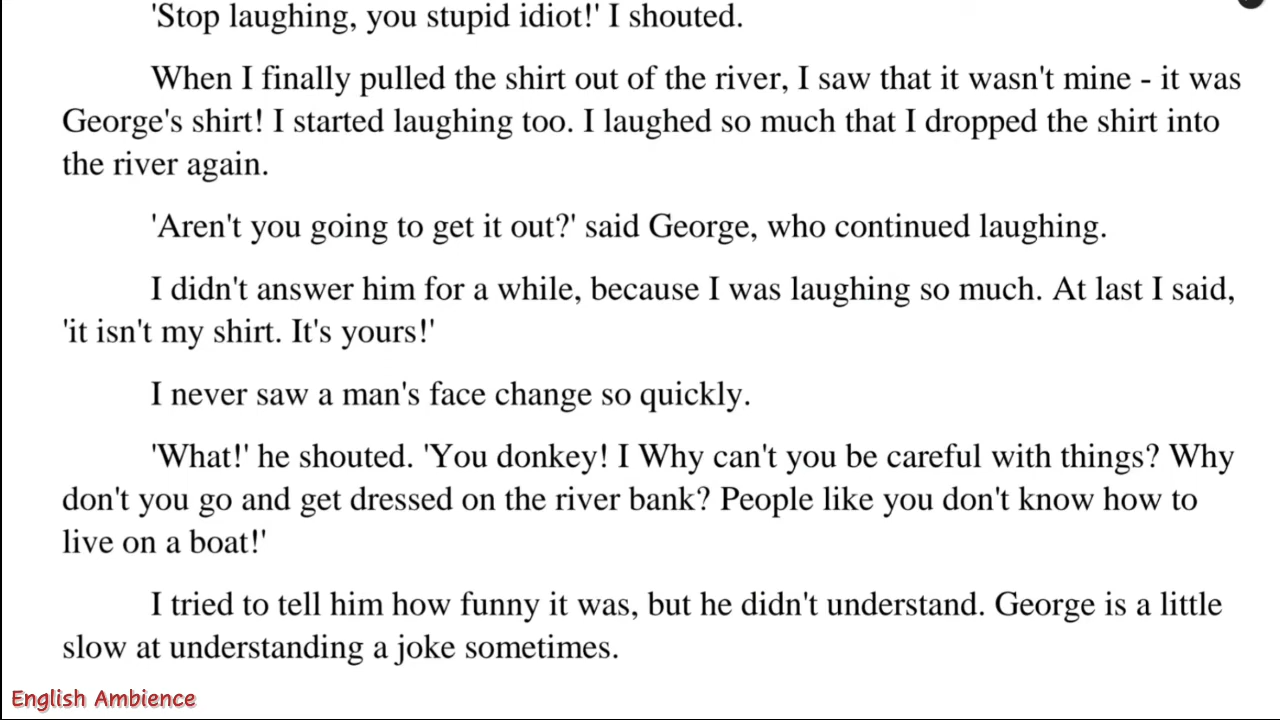 'Stop laughing, you stupid idiot!' I shouted.
When I finally pulled the shirt out of the river, I saw that it wasn't mine - it was
George's shirt! I started laughing too. I laughed so much that I dropped the shirt into
the river again.
'Aren't you going to get it out?' said George, who continued laughing.
I didn't answer him for a while, because I was laughing so much. At last I said,
'it isn't my shirt. It's yours!'
I never saw a man's face change so quickly.
'What!' he shouted. 'You donkey! I Why can't you be careful with things? Why
don't you go and get dressed on the river bank? People like you don't know how to
live on a boat!'
I tried to tell him how funny it was, but he didn't understand. George is a little
slow at understanding a joke sometimes.
English Ambience